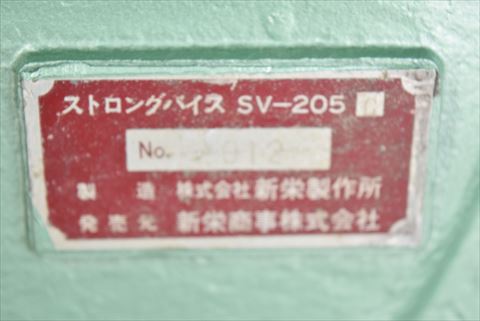 ストロングバイス SV-205
No. 2012
製造 株式会社 新栄製作所
発売元 新栄商事株式会社